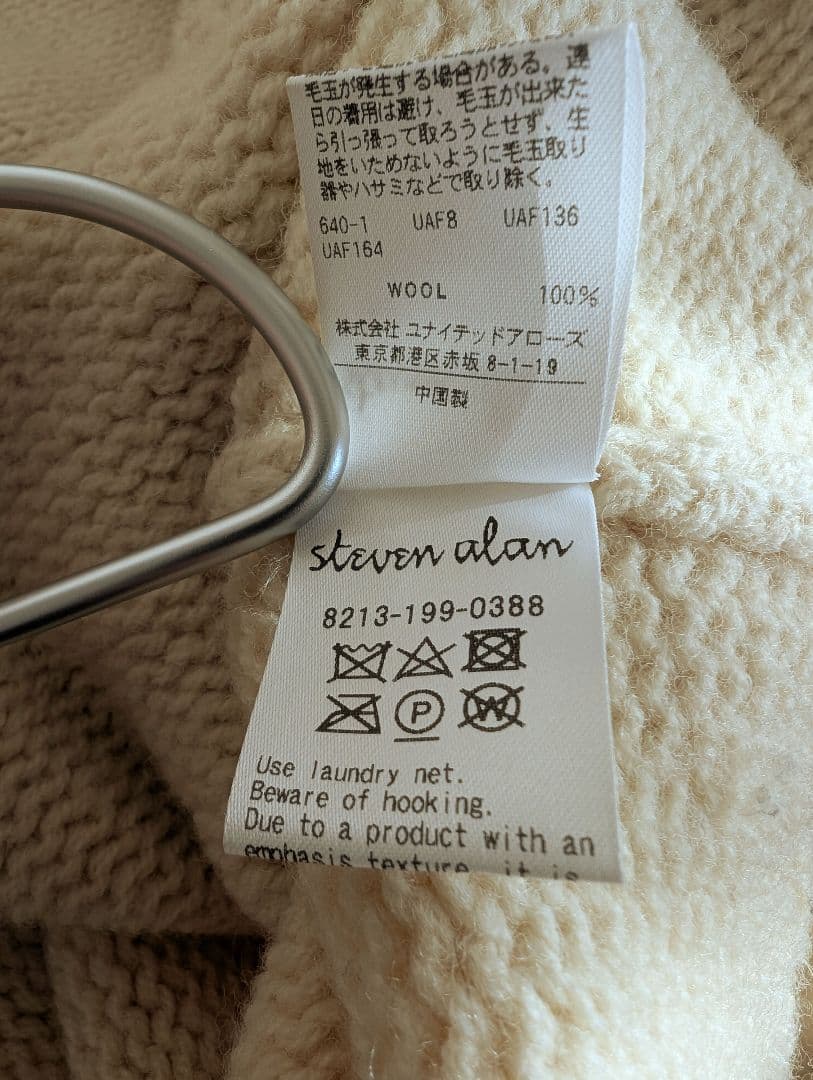 毛玉が発生する場合がある。連
日の着用は避け、毛玉が出来た
ら引っ張って取ろうとせず、生
地をいためないように毛玉取り
器やハサミなどで取り除く。
640-1 UAF8 UAF136
UAF164
WOOL 100%
株式会社 ユナイテッドアローズ
東京都港区赤坂 8-1-19
中国製
steven alan
8213-199-0388
P
W
Use laundry net.
Beware of hooking.
Due to a product with an
emphasis texture, it is